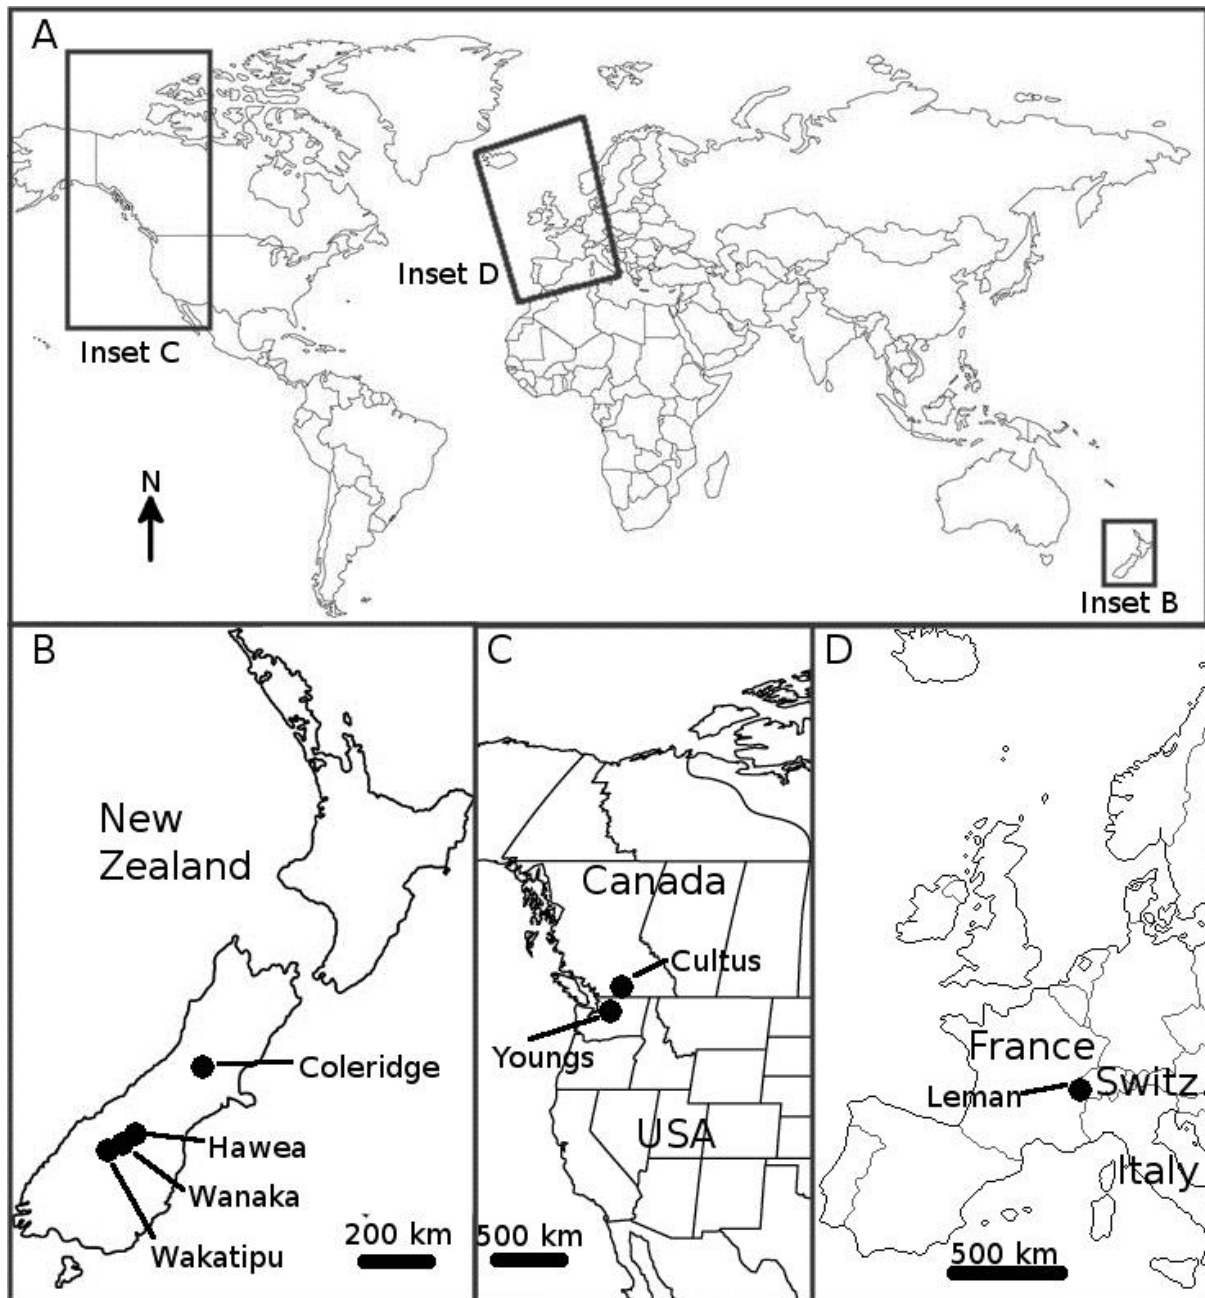 A
Inset D
Inset C
N
Inset B
B
New
Zealand
Coleridge
Hawea
Wanaka
Wakatipu
200 km
C
Canada
Cultus
Youngs
USA
500 km
D
France
Switz.
Leman
Italy
500 km